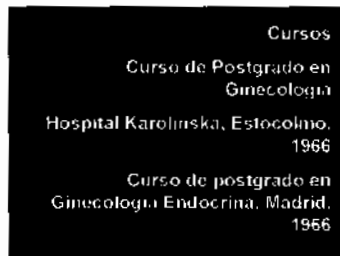 Cursos
Curso de Postgrado en
Ginecología
Hospital Karolinska, Estocolmo,
1966
Curso de postgrado en
Ginecología Endocrina, Madrid,
1966